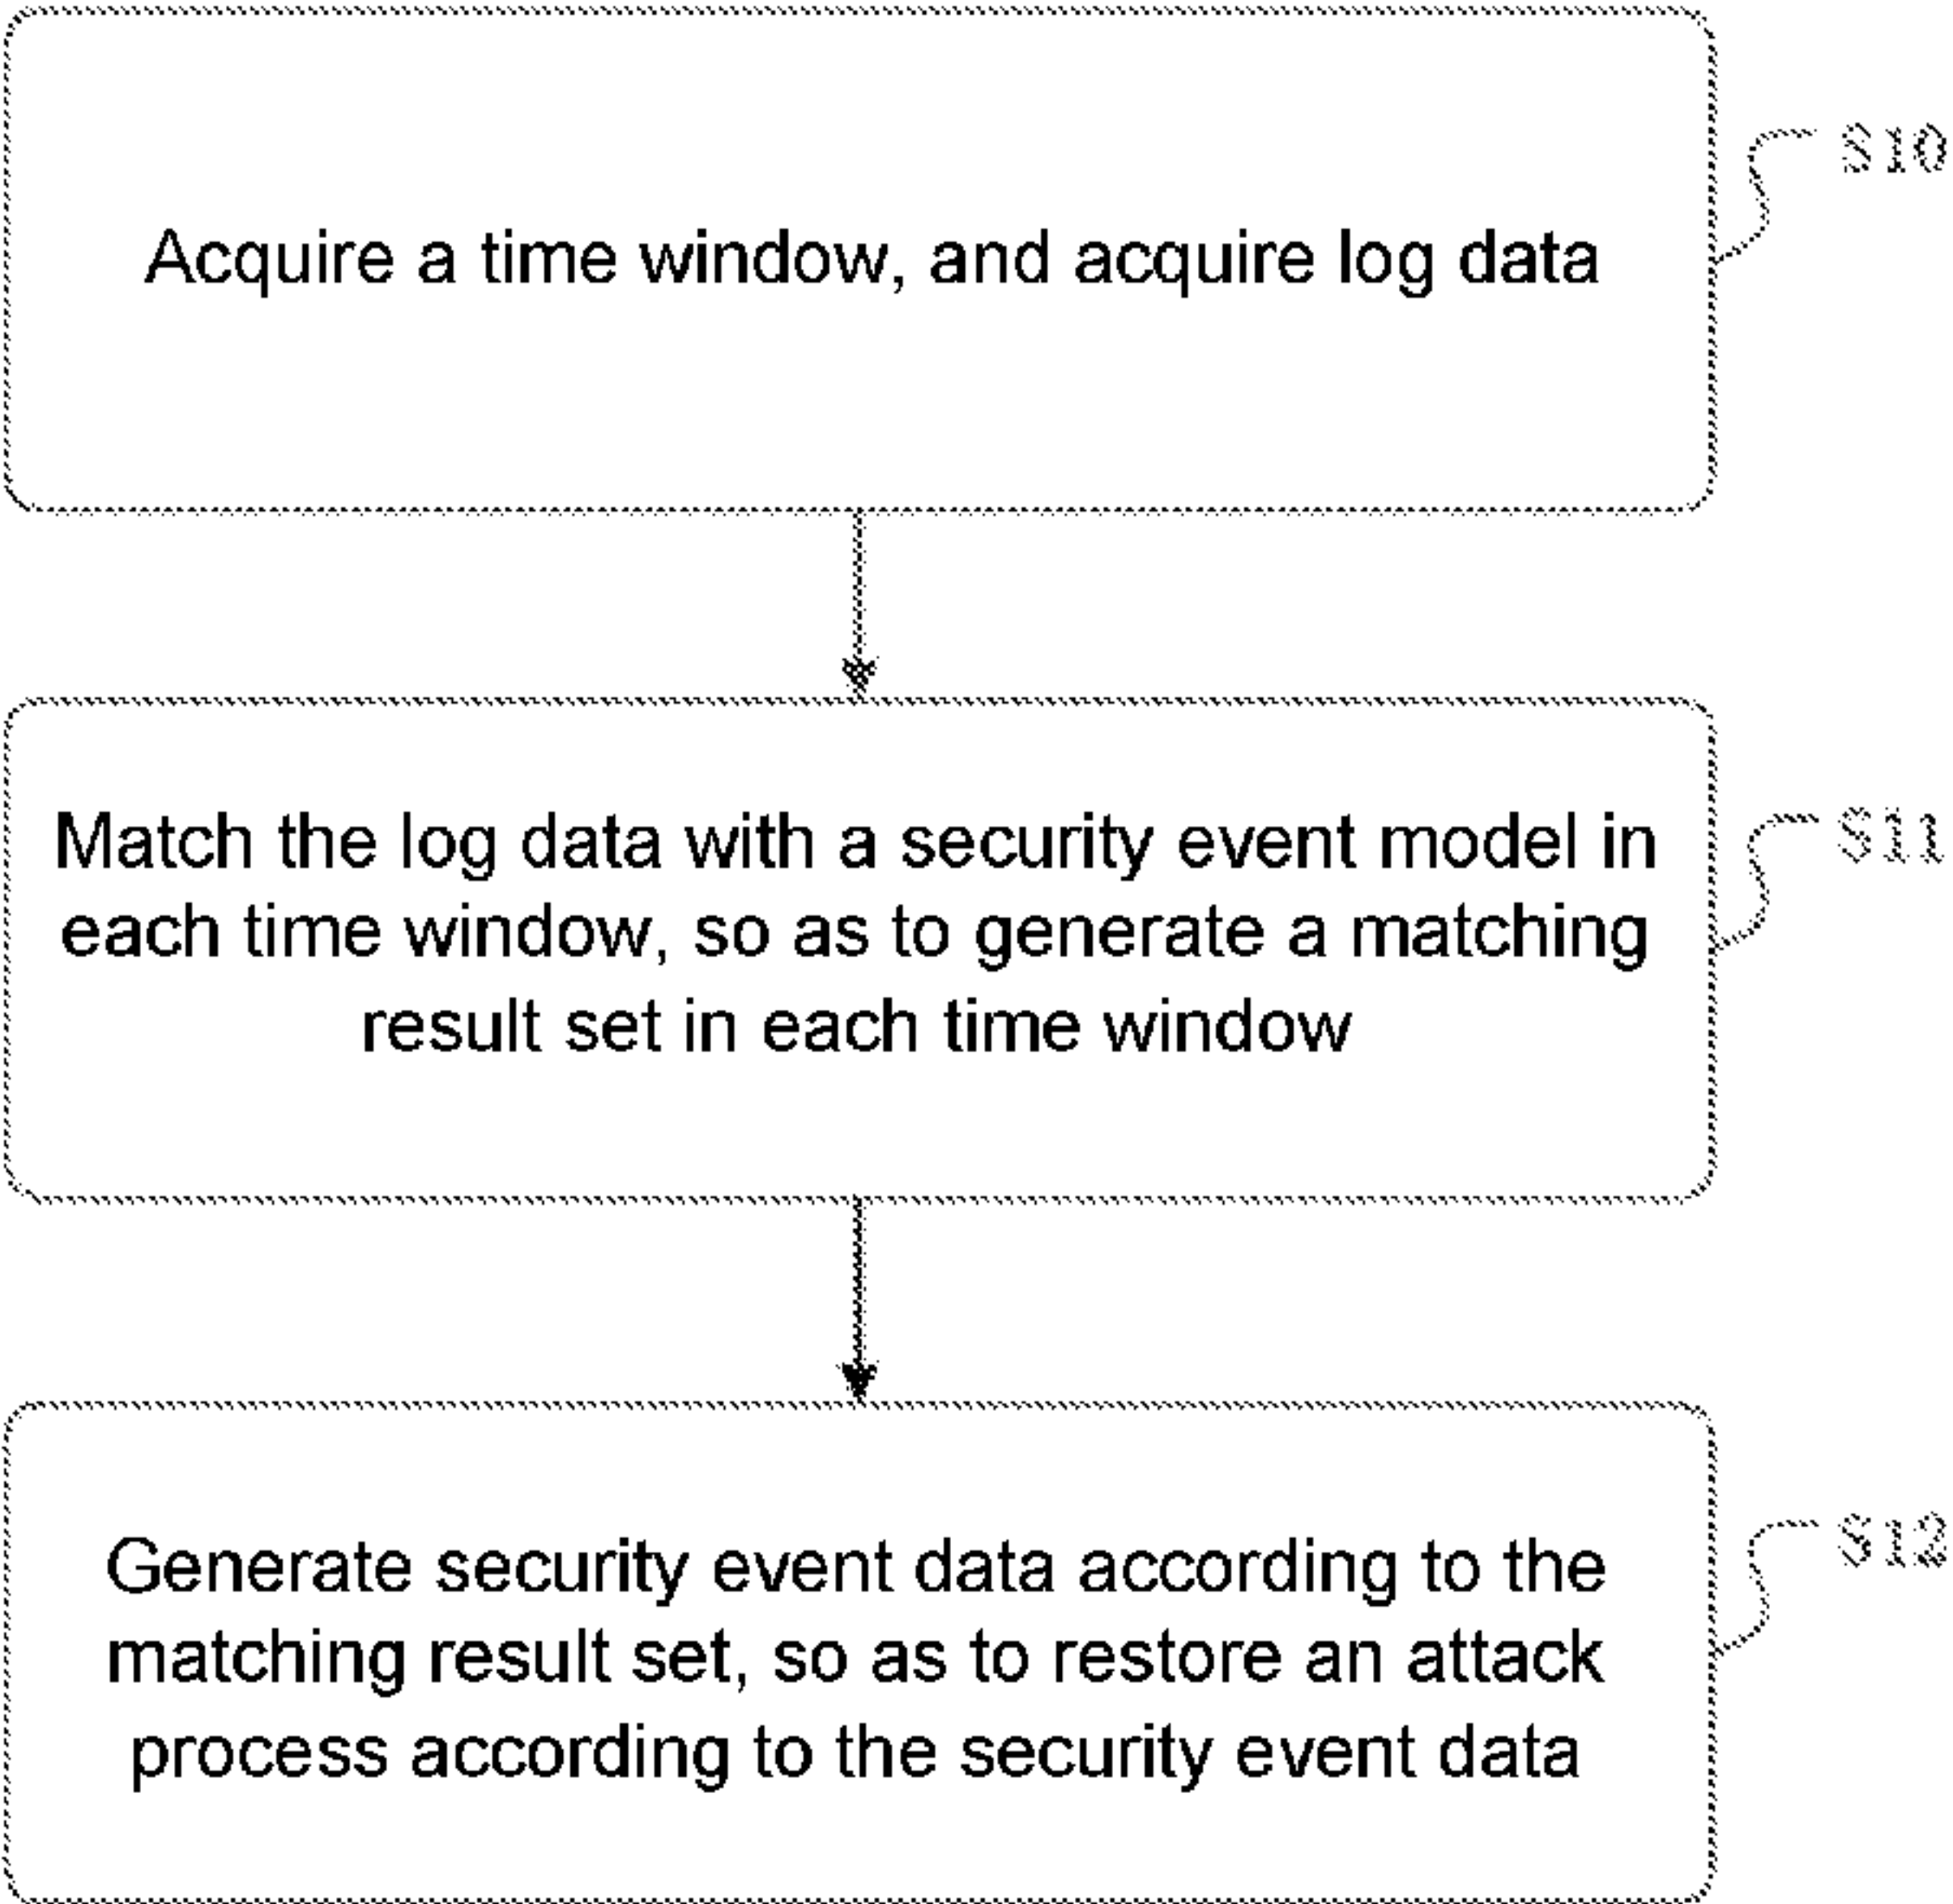 Acquire a time window, and acquire log data
S10
Match the log data with a security event model in
each time window, so as to generate a matching
result set in each time window
S11
Generate security event data according to the
matching result set, so as to restore an attack
process according to the security event data
S12